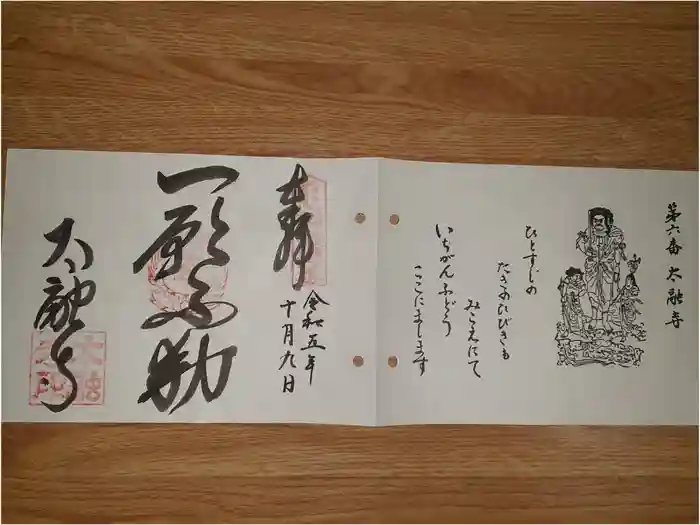 第六番 太融寺
ひとすじの
たきのひびきも
みこえにて
いちがんふどう
ここにまします
奉拝
令和五年
十月九日
一願不動
太融寺